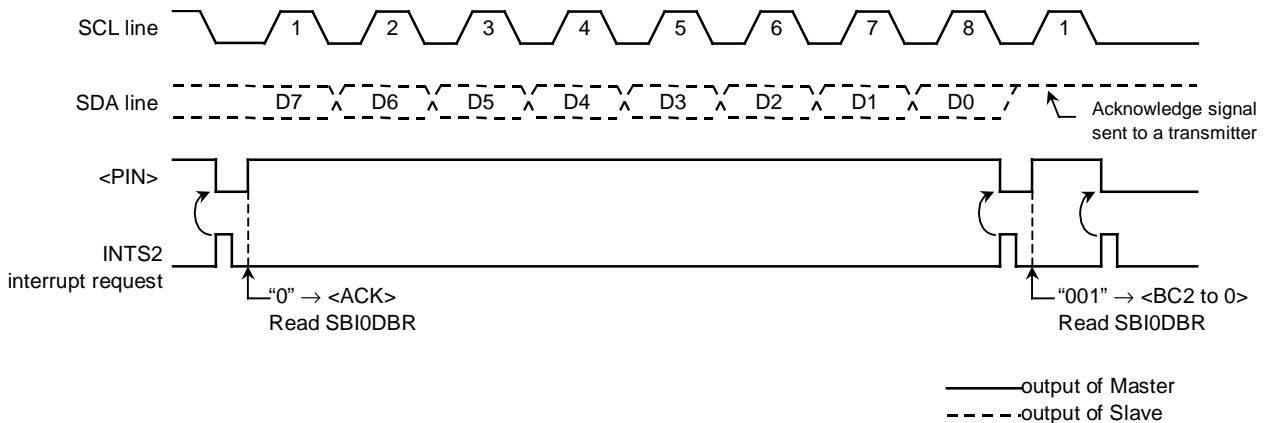 SCL line
1 2 3 4 5 6 7 8 1
SDA line
D7 D6 D5 D4 D3 D2 D1 D0
Acknowledge signal
sent to a transmitter
<PIN>
INTS2
interrupt request
“0” → <ACK>
Read SBI0DBR
“001” → <BC2 to 0>
Read SBI0DBR
output of Master
output of Slave